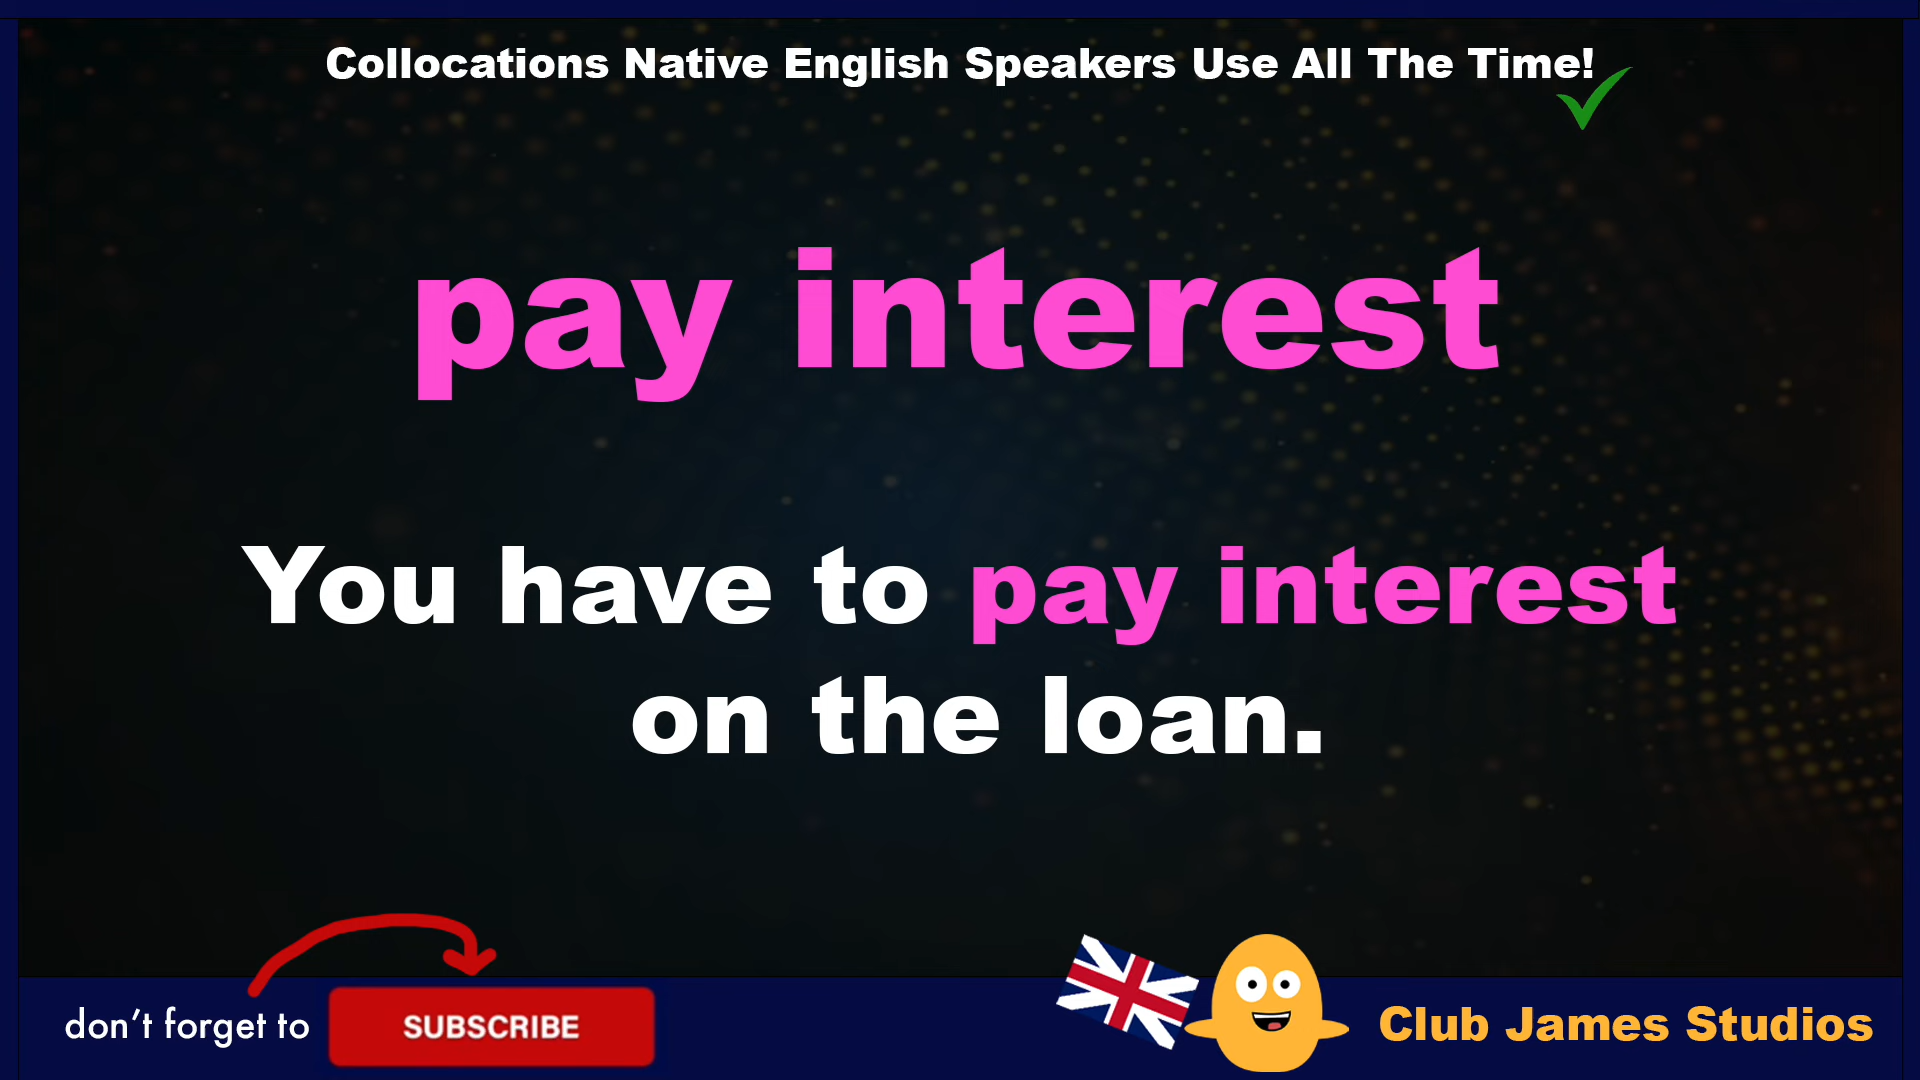 Collocations Native English Speakers Use All The Time!
pay interest
You have to pay interest
on the loan.
don't forget to
SUBSCRIBE
Club James Studios